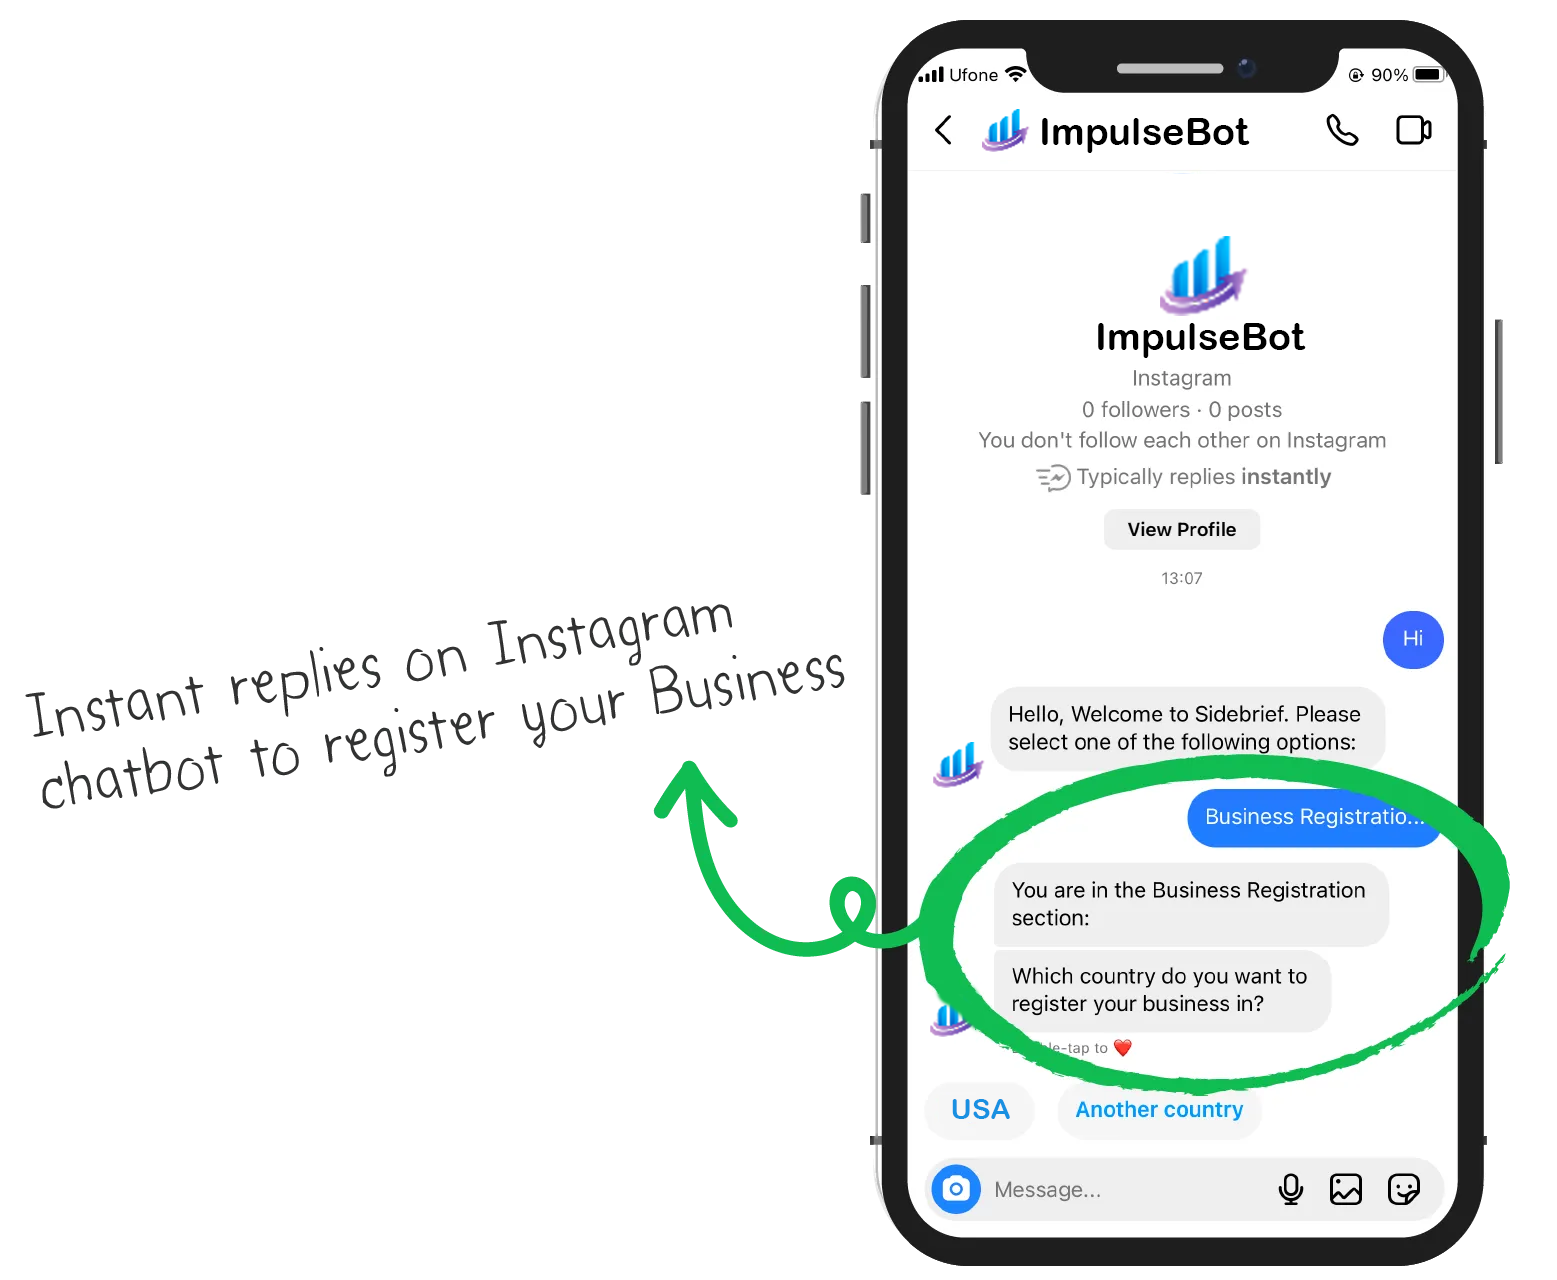 Ufone
90%
ImpulseBot
ImpulseBot
Instagram
0 followers · 0 posts
You don't follow each other on Instagram
Typically replies instantly
View Profile
13:07
Hi
Hello, Welcome to Sidebrief. Please
select one of the following options:
Business Registratio...
You are in the Business Registration
section:
Which country do you want to
register your business in?
le-tap to ❤️
USA
Another country
Message...
Instant replies on Instagram
chatbot to register your Business